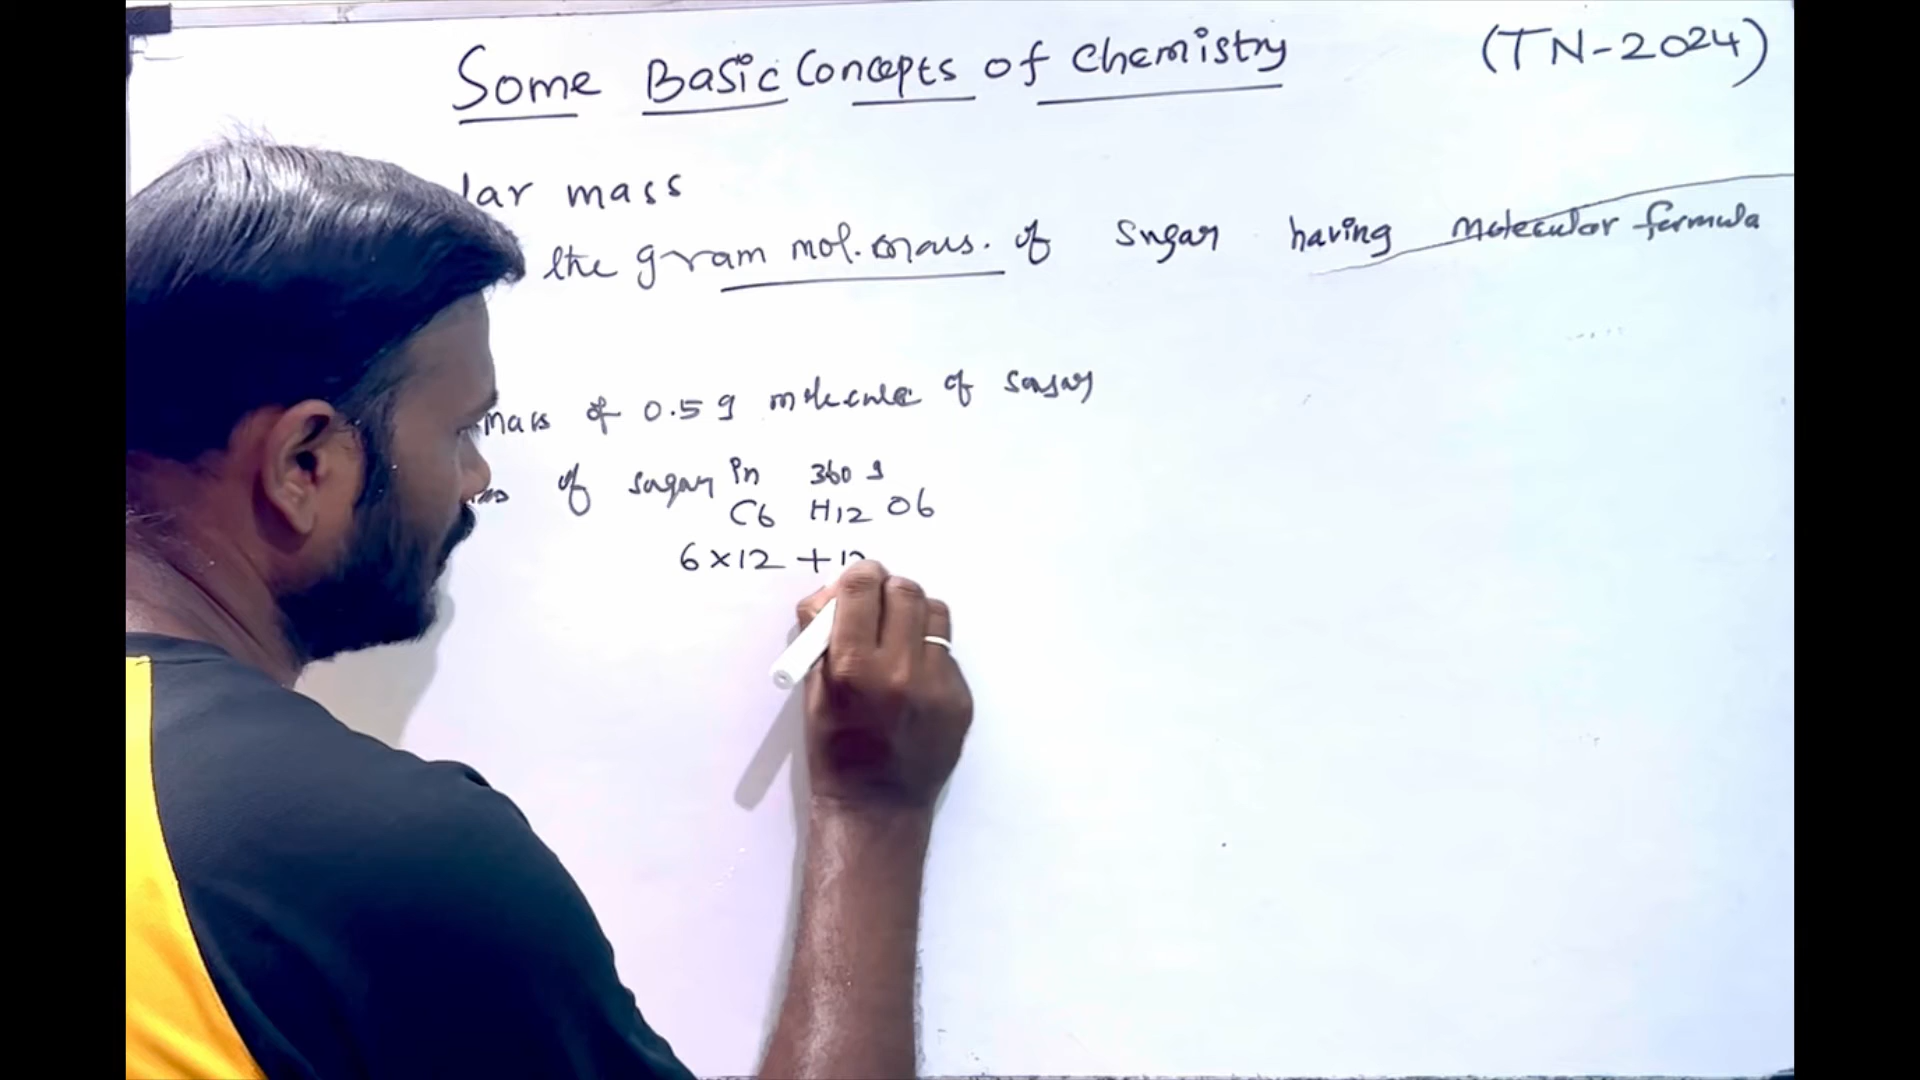 Some Basic Concepts of Chemistry (TN-2024)
lar mass
the gram mol. mass. of sugar having molecular formula
mass of 0.5 g molecule of sugar
of sugar in 360 g
C6 H12 O6
6×12 + 12